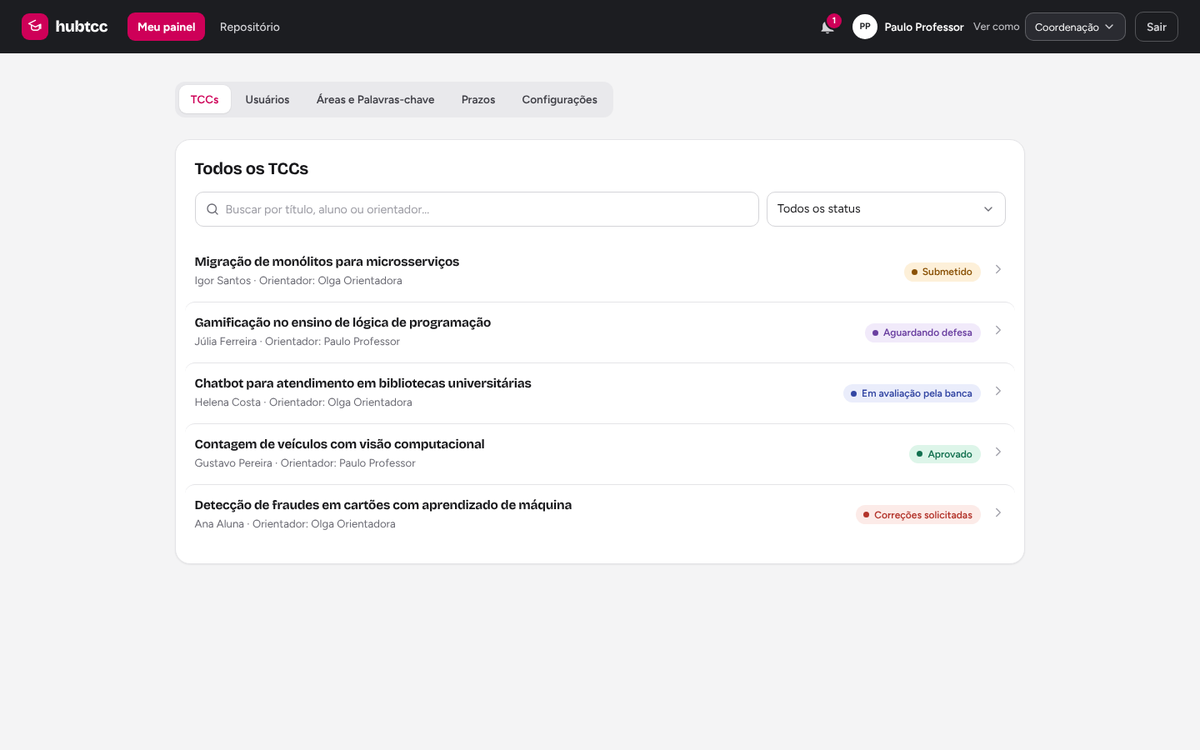 hubtcc Meu painel Repositório 1 PP Paulo Professor Ver como Coordenação Sair
TCCs Usuários Áreas e Palavras-chave Prazos Configurações
Todos os TCCs
Buscar por título, aluno ou orientador... Todos os status
Migração de monólitos para microsserviços
Igor Santos · Orientador: Olga Orientadora
Submetido
Gamificação no ensino de lógica de programação
Júlia Ferreira · Orientador: Paulo Professor
Aguardando defesa
Chatbot para atendimento em bibliotecas universitárias
Helena Costa · Orientador: Olga Orientadora
Em avaliação pela banca
Contagem de veículos com visão computacional
Gustavo Pereira · Orientador: Paulo Professor
Aprovado
Detecção de fraudes em cartões com aprendizado de máquina
Ana Aluna · Orientador: Olga Orientadora
Correções solicitadas